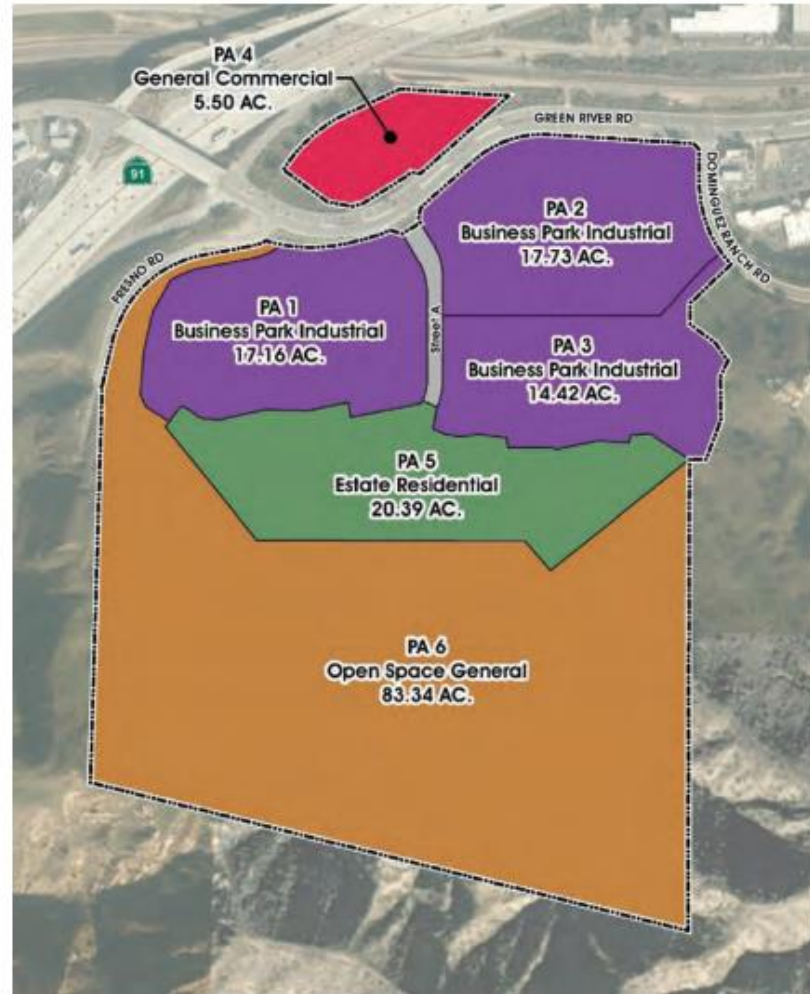 PA 4
General Commercial
5.50 AC.
GREEN RIVER RD
91
DOMINGUEZ RANCH RD
PA 2
Business Park Industrial
17.73 AC.
FRESNO RD
PA 1
Business Park Industrial
17.16 AC.
Street A
PA 3
Business Park Industrial
14.42 AC.
PA 5
Estate Residential
20.39 AC.
PA 6
Open Space General
83.34 AC.